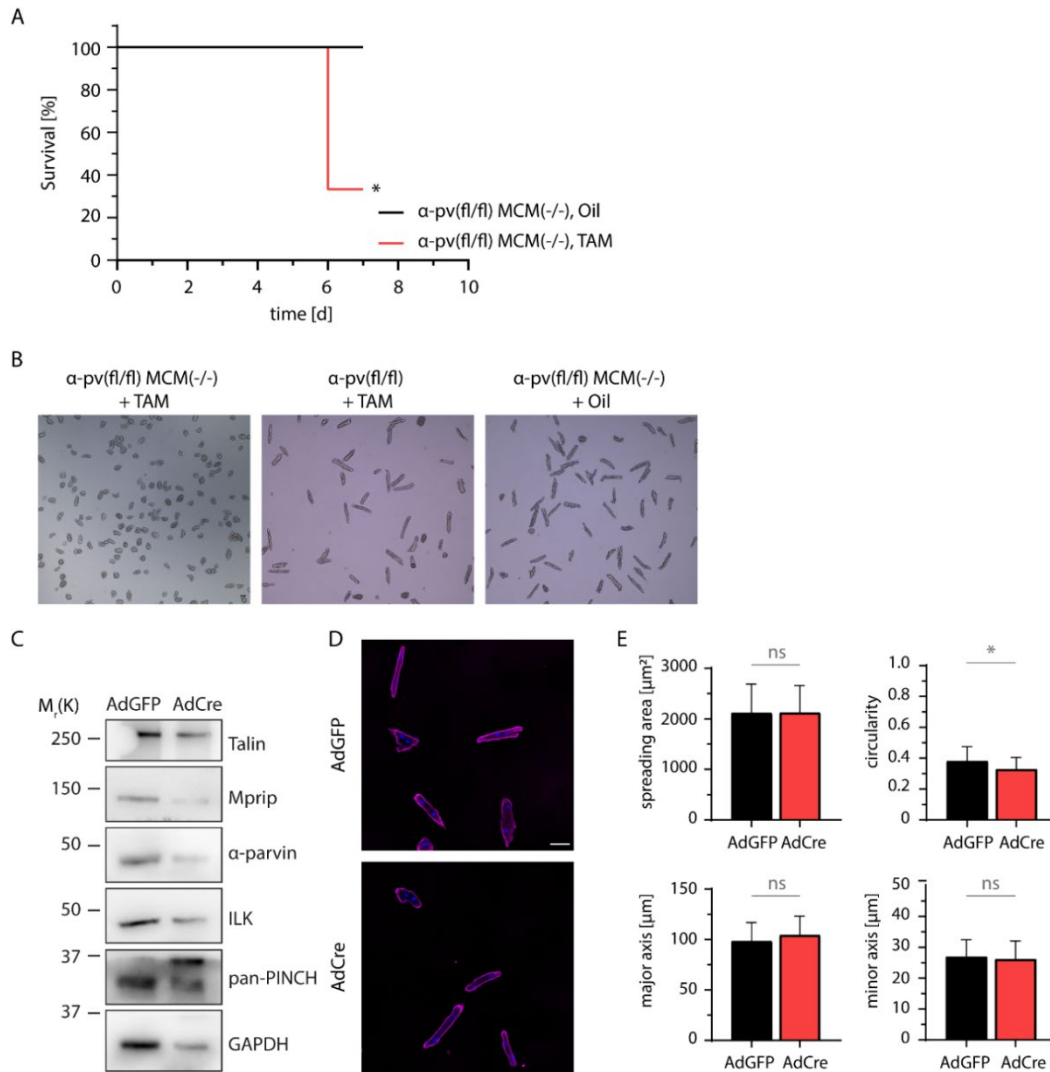 A
Survival [%]
100
80
60
40
20
0
0 2 4 6 8 10
time [d]
*
α-pv(fl/fl) MCM(-/-), Oil
α-pv(fl/fl) MCM(-/-), TAM
B
α-pv(fl/fl) MCM(-/-)
+ TAM
α-pv(fl/fl)
+ TAM
α-pv(fl/fl) MCM(-/-)
+ Oil
C
Mr(K) AdGFP AdCre
250 Talin
150 Mprip
50 α-parvin
50 ILK
37 pan-PINCH
37 GAPDH
D
AdGFP
AdCre
E
spreading area [µm²]
3000
2000
1000
0
ns
AdGFP AdCre
circularity
1.0
0.8
0.6
0.4
0.2
0
*
AdGFP AdCre
major axis [µm]
150
100
50
0
ns
AdGFP AdCre
minor axis [µm]
50
40
30
20
10
0
ns
AdGFP AdCre